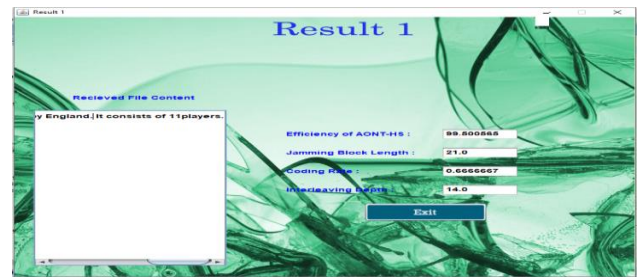 Result 1
Result 1
Recieved File Content
y England. It consists of 11players.
Efficiency of AONT-HS :
99.500565
Jamming Block Length :
21.0
Coding Rate :
0.6666667
Interleaving Depth :
14.0
Exit